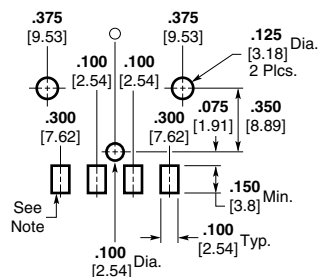 .375
[9.53]
.375
[9.53]
.125
[3.18] Dia.
2 Plcs.
.100
[2.54]
.100
[2.54]
.075
[1.91]
.350
[8.89]
.300
[7.62]
.300
[7.62]
.150
[3.8] Min.
See
Note
.100
[2.54] Dia.
.100
[2.54] Typ.